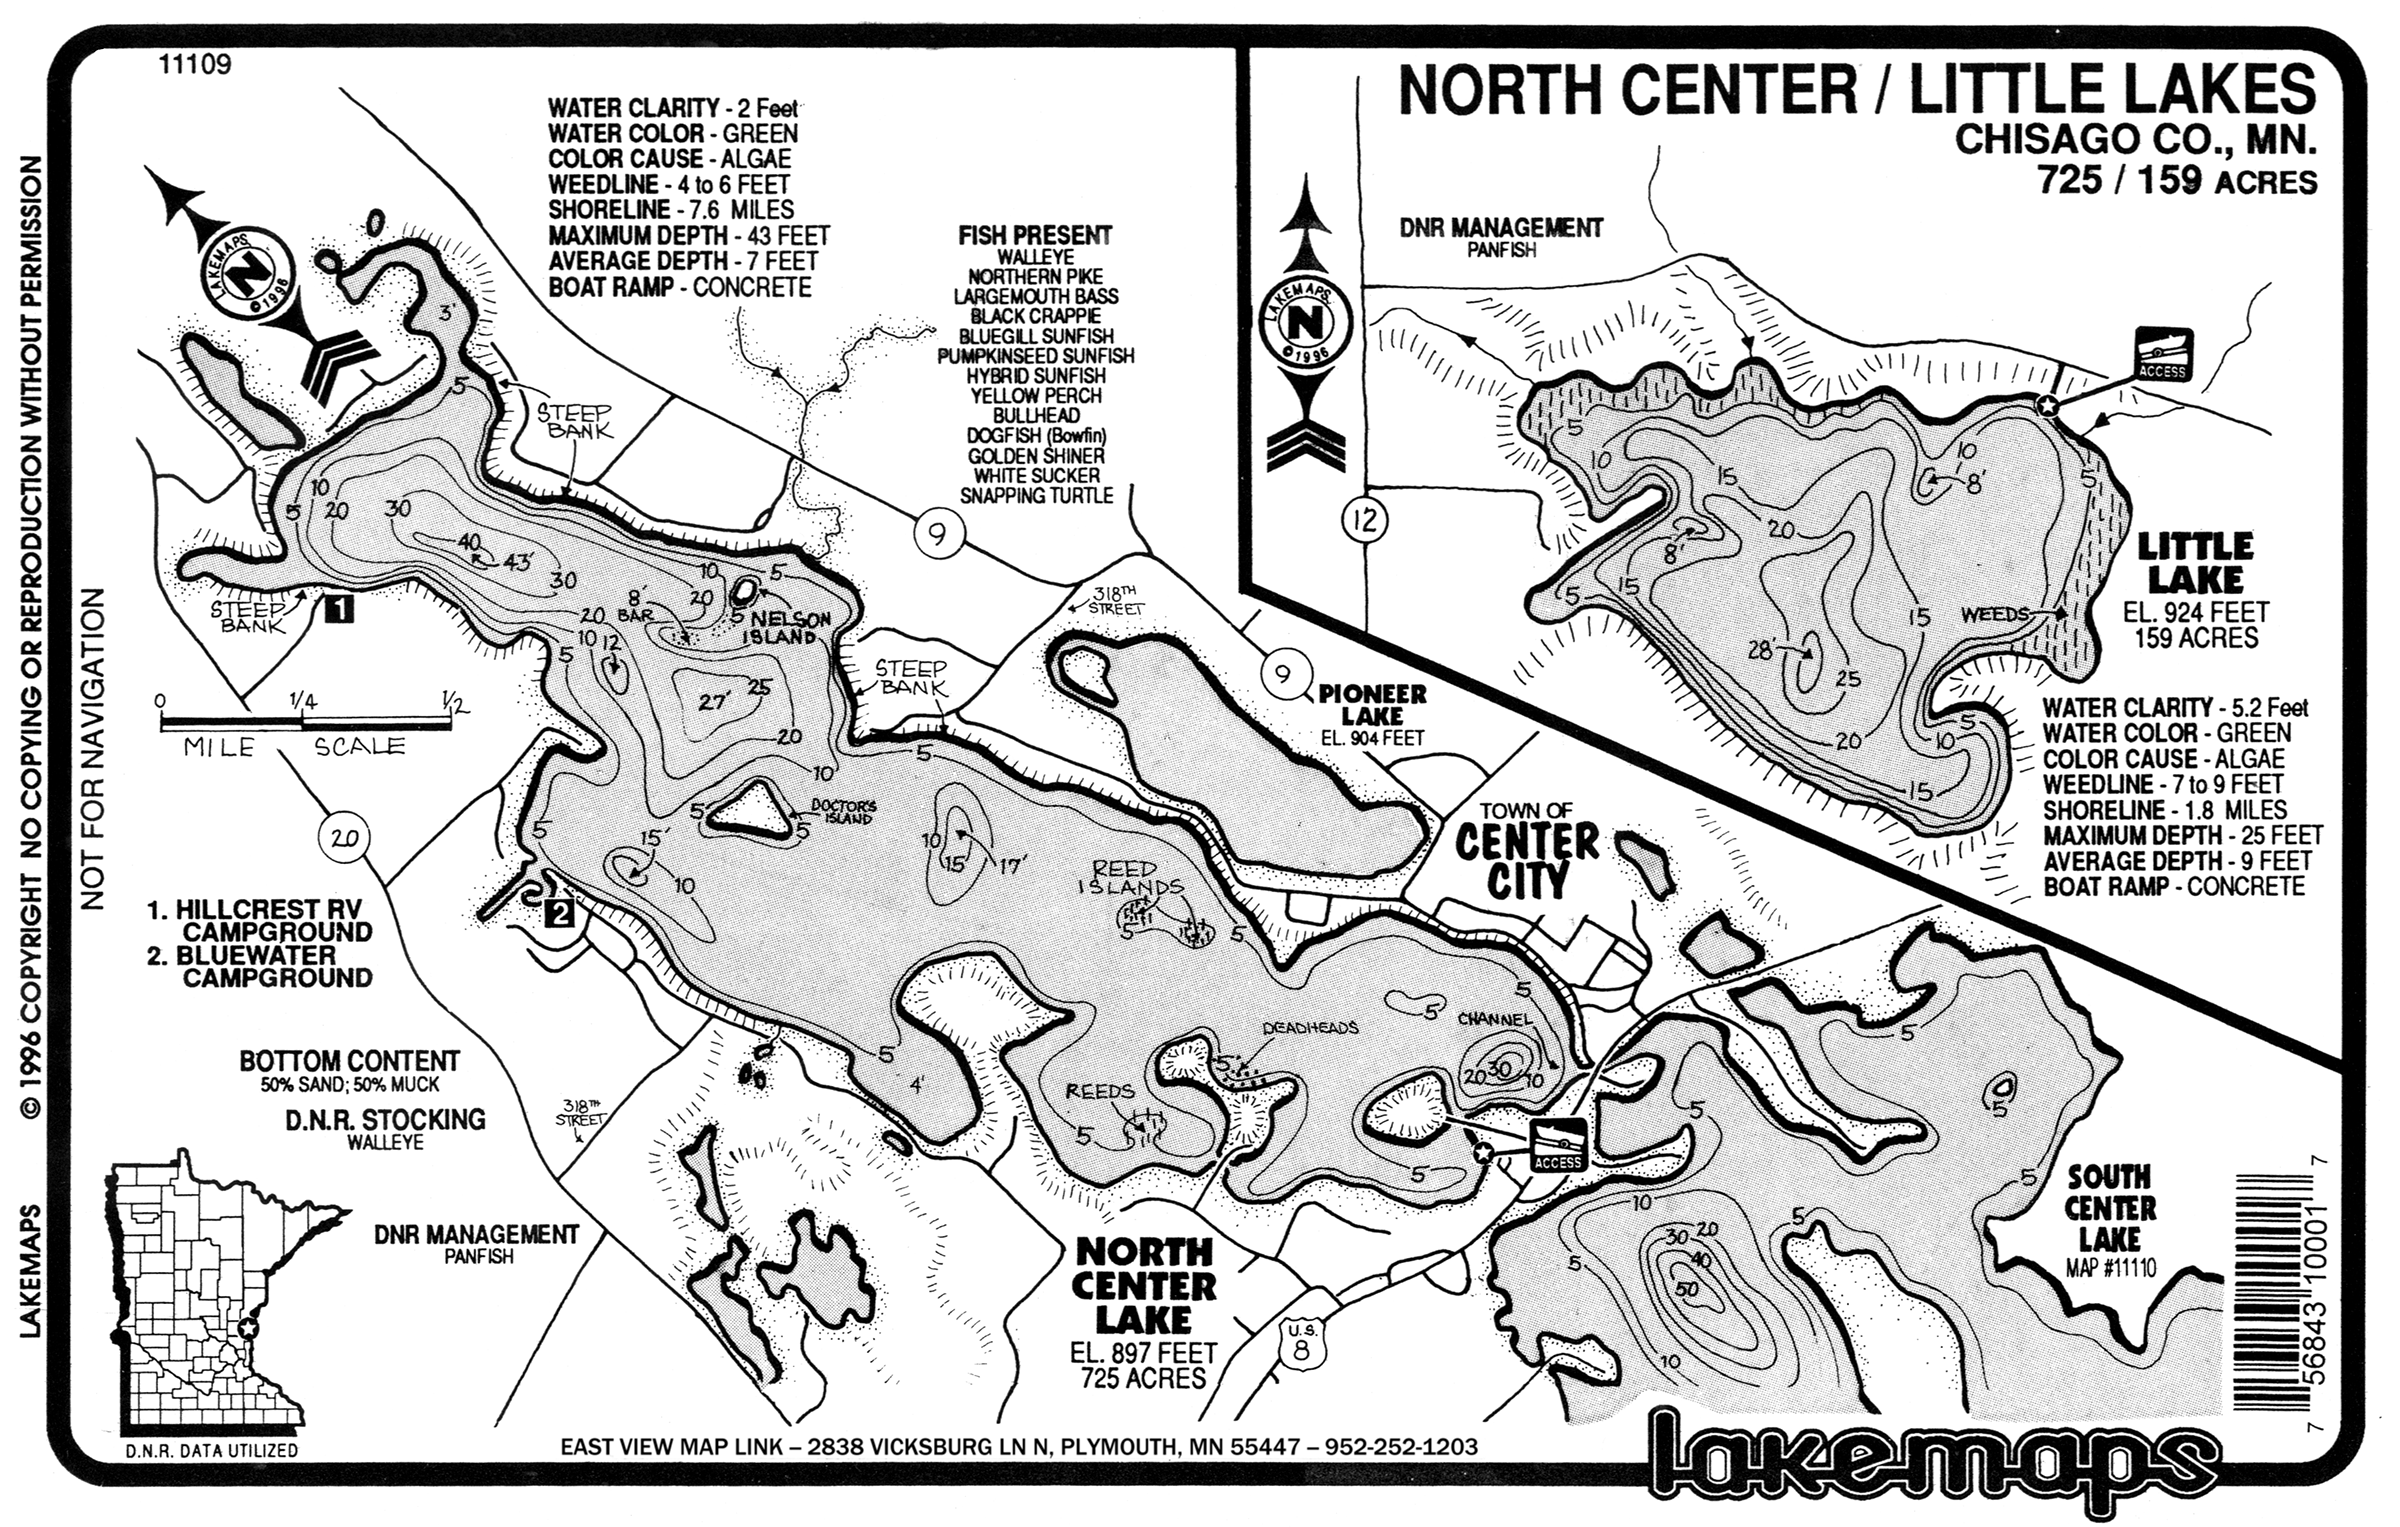 11109
NORTH CENTER / LITTLE LAKES
CHISAGO CO., MN.
725 / 159 ACRES
WATER CLARITY - 2 Feet
WATER COLOR - GREEN
COLOR CAUSE - ALGAE
WEEDLINE - 4 to 6 FEET
SHORELINE - 7.6 MILES
MAXIMUM DEPTH - 43 FEET
AVERAGE DEPTH - 7 FEET
BOAT RAMP - CONCRETE
FISH PRESENT
WALLEYE
NORTHERN PIKE
LARGEMOUTH BASS
BLACK CRAPPIE
BLUEGILL SUNFISH
PUMPKINSEED SUNFISH
HYBRID SUNFISH
YELLOW PERCH
BULLHEAD
DOGFISH (Bowfin)
GOLDEN SHINER
WHITE SUCKER
SNAPPING TURTLE
DNR MANAGEMENT
PANFISH
LAKEMAPS
N
©1996
LAKEMAPS
N
©1996
ACCESS
12
5
10
15
10
8'
5
20
8'
15
5
15
WEEDS
28'
25
20
5
10
15
LITTLE
LAKE
EL. 924 FEET
159 ACRES
WATER CLARITY - 5.2 Feet
WATER COLOR - GREEN
COLOR CAUSE - ALGAE
WEEDLINE - 7 to 9 FEET
SHORELINE - 1.8 MILES
MAXIMUM DEPTH - 25 FEET
AVERAGE DEPTH - 9 FEET
BOAT RAMP - CONCRETE
3'
5
STEEP
BANK
10
5
20
30
40
43'
30
9
STEEP
BANK
1
20
10
12
5
8'
BAR
10
20
5
5
NELSON
ISLAND
STEEP
BANK
318TH
STREET
9
PIONEER
LAKE
EL. 904 FEET
0
1/4
1/2
MILE SCALE
27'
25
20
10
5
5
5
DOCTOR'S
ISLAND
5
15'
10
10
15
17'
20
2
REED
ISLANDS
5
5
TOWN OF
CENTER
CITY
1. HILLCREST RV
CAMPGROUND
2. BLUEWATER
CAMPGROUND
BOTTOM CONTENT
50% SAND; 50% MUCK
D.N.R. STOCKING
WALLEYE
318TH
STREET
5
4'
DEADHEADS
5'
REEDS
5
5
5
CHANNEL
20
30
10
5
ACCESS
DNR MANAGEMENT
PANFISH
NORTH
CENTER
LAKE
EL. 897 FEET
725 ACRES
U.S.
8
5
5
5
5
10
30
20
40
50
5
5
10
SOUTH
CENTER
LAKE
MAP #11110
D.N.R. DATA UTILIZED
EAST VIEW MAP LINK – 2838 VICKSBURG LN N, PLYMOUTH, MN 55447 – 952-252-1203
lakemaps
7 56843 10001 7
NOT FOR NAVIGATION
LAKEMAPS © 1996 COPYRIGHT NO COPYING OR REPRODUCTION WITHOUT PERMISSION